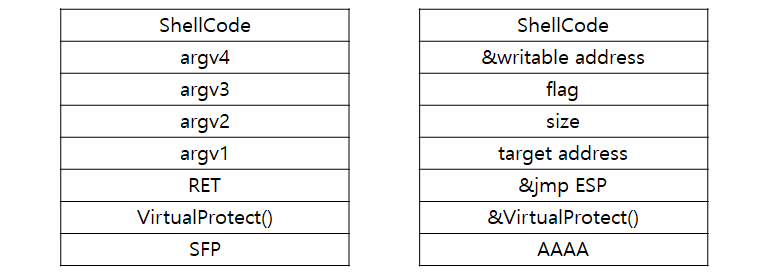 ShellCode
argv4
argv3
argv2
argv1
RET
VirtualProtect()
SFP
ShellCode
&writable address
flag
size
target address
&jmp ESP
&VirtualProtect()
AAAA